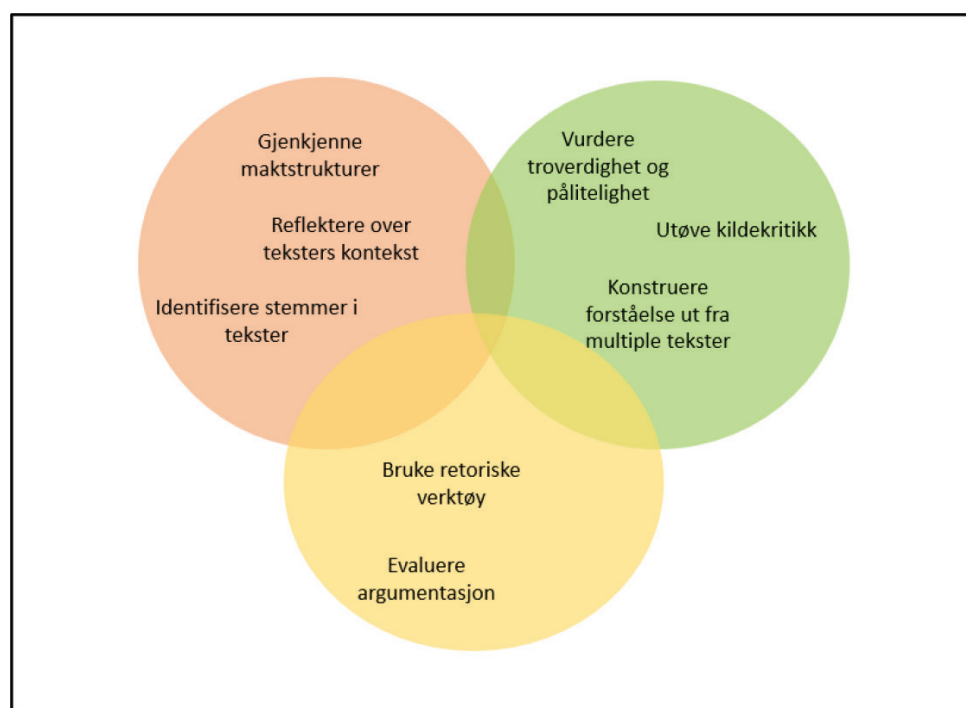 Gjenkjenne
maktstrukturer
Reflektere over
teksters kontekst
Identifisere stemmer i
tekster
Vurdere
troverdighet og
pålitelighet
Utøve kildekritikk
Konstruere
forståelse ut fra
multiple tekster
Bruke retoriske
verktøy
Evaluere
argumentasjon